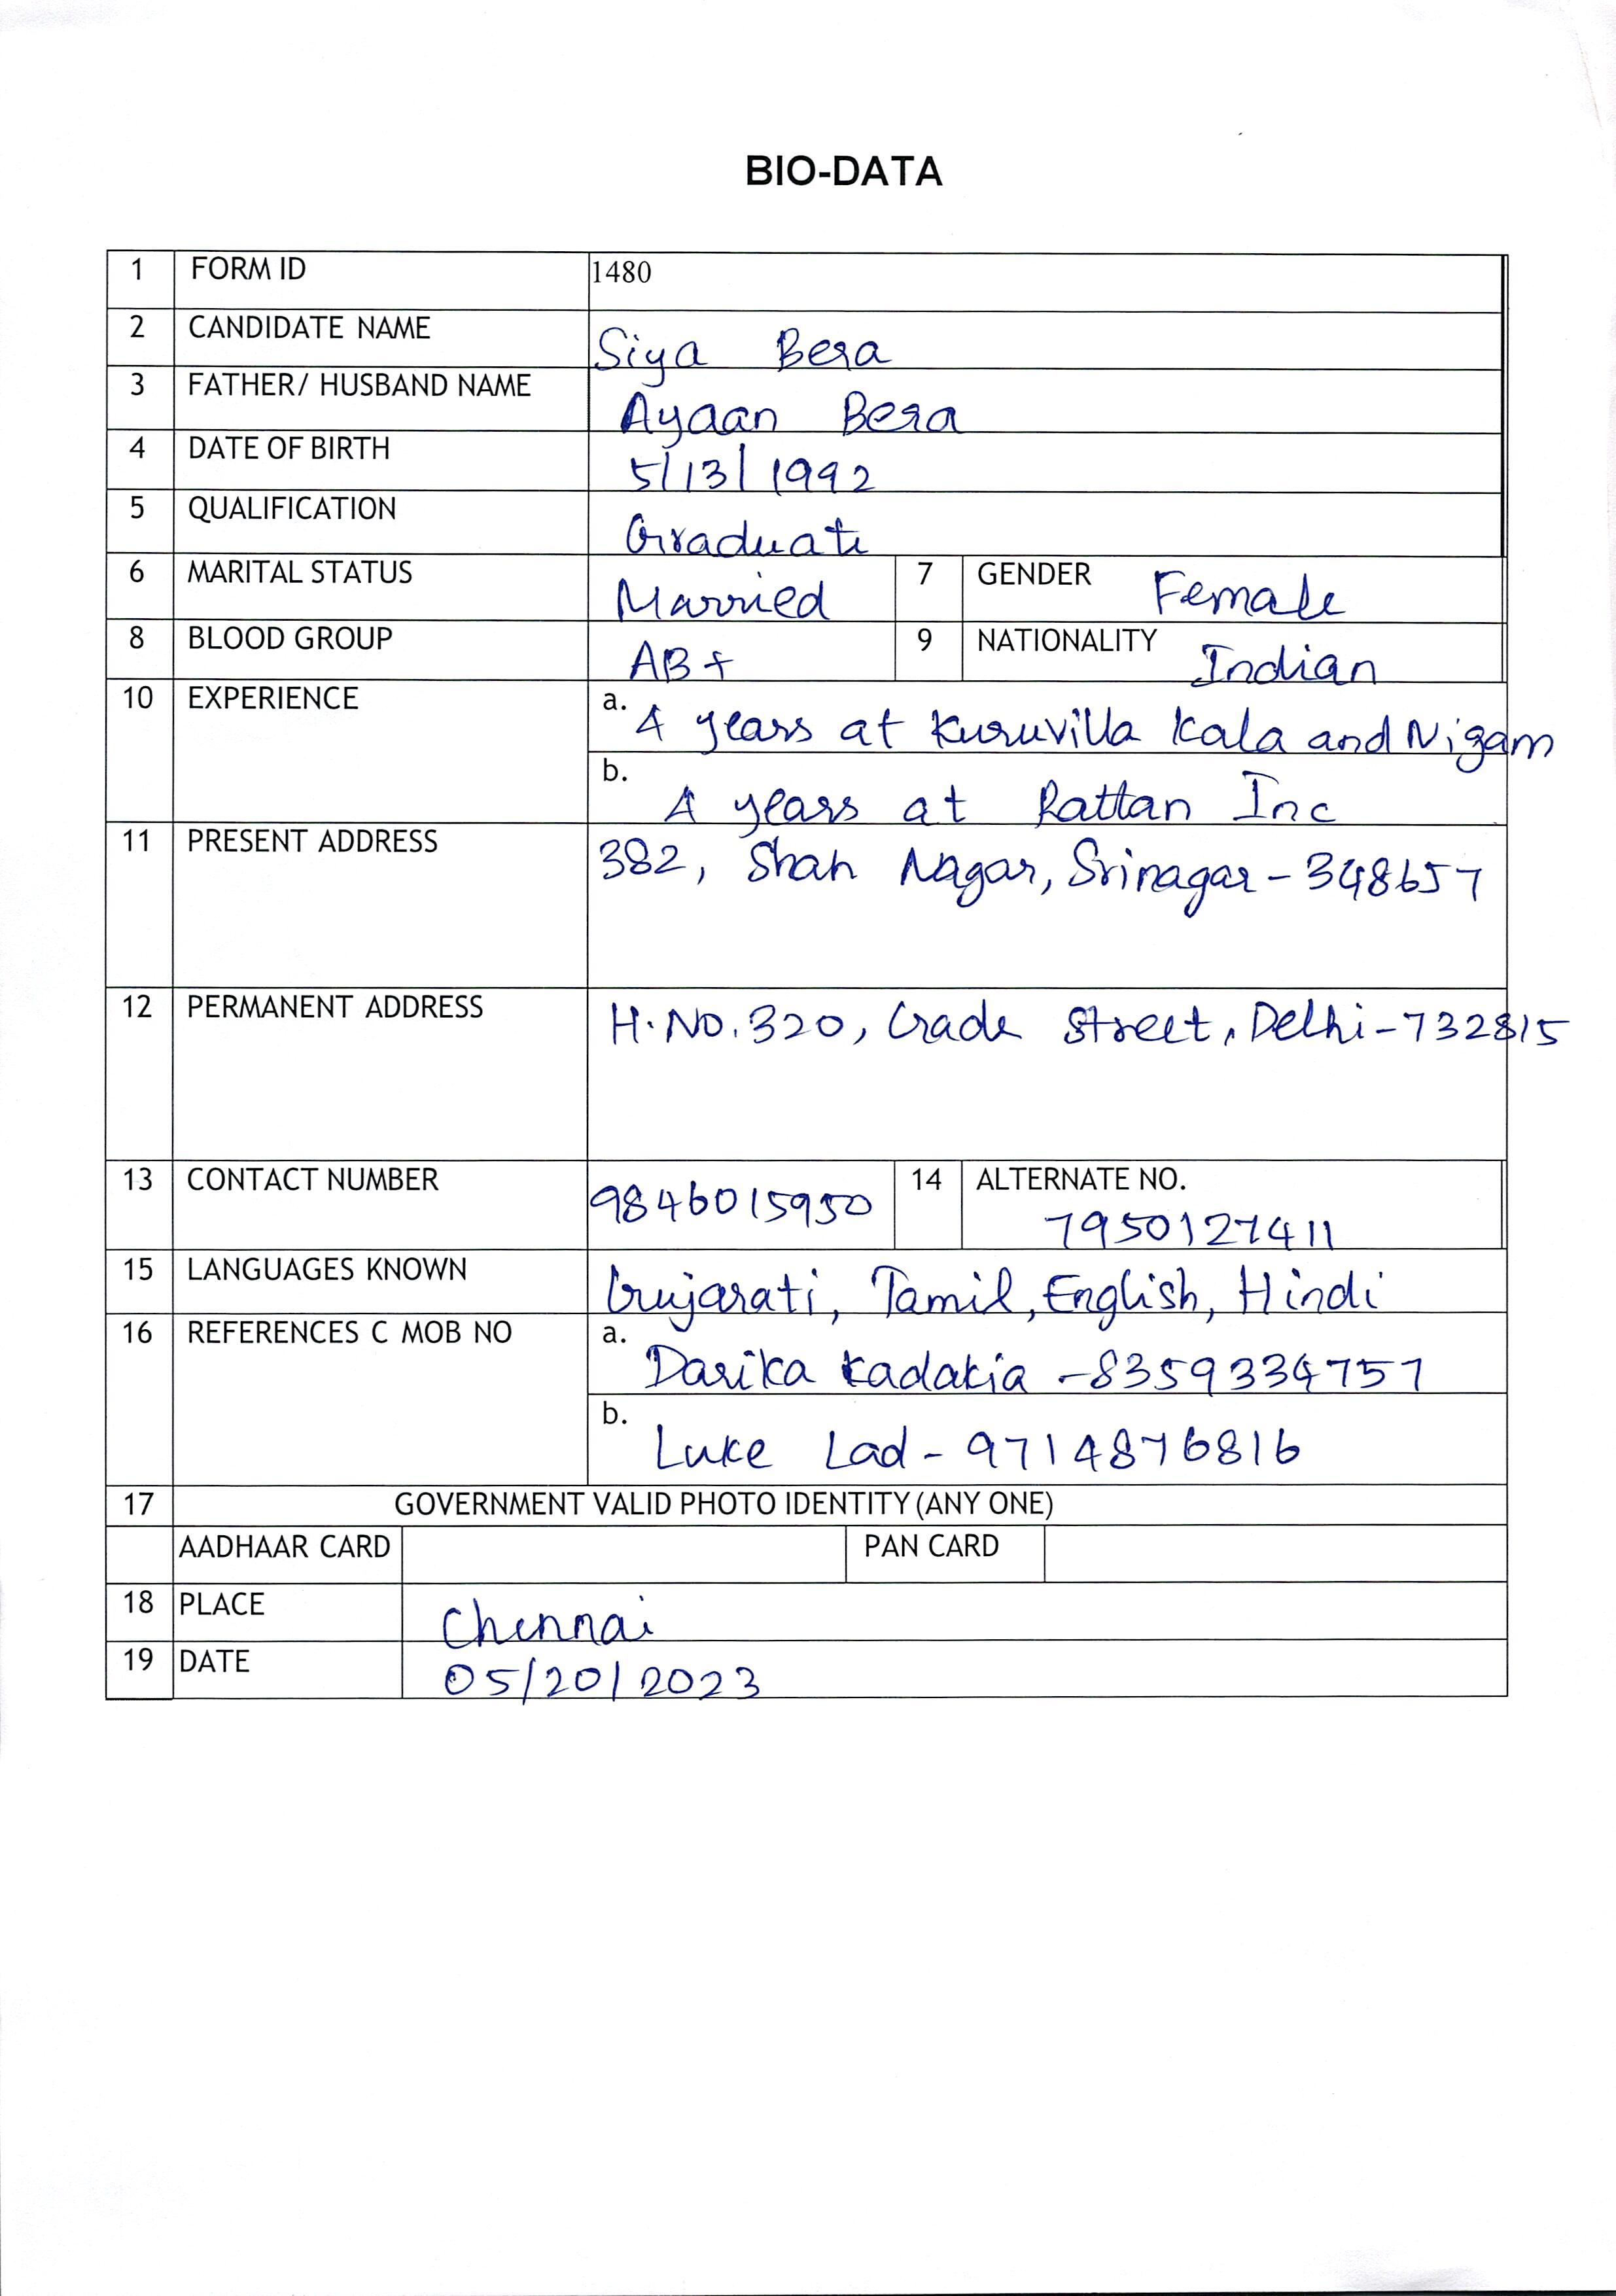 BIO-DATA
1 FORM ID 1480
2 CANDIDATE NAME Siya Bera
3 FATHER/ HUSBAND NAME Ayaan Bera
4 DATE OF BIRTH 5/13/1992
5 QUALIFICATION Graduate
6 MARITAL STATUS Married 7 GENDER Female
8 BLOOD GROUP AB+ 9 NATIONALITY Indian
10 EXPERIENCE a. 4 years at Kuruvilla Kala and Nigam
b. 4 years at Rattan Inc
11 PRESENT ADDRESS 382, Shah Nagar, Srinagar-348657
12 PERMANENT ADDRESS H.NO.320, Gade Street, Delhi-732815
13 CONTACT NUMBER 9846015950 14 ALTERNATE NO.
7950127411
15 LANGUAGES KNOWN Gujarati, Tamil, English, Hindi
16 REFERENCES C MOB NO a. Darika Kadakia -8359334757
b. Luke Lad- 9714876816
17 GOVERNMENT VALID PHOTO IDENTITY (ANY ONE)
AADHAAR CARD PAN CARD
18 PLACE Chennai
19 DATE 05/20/2023